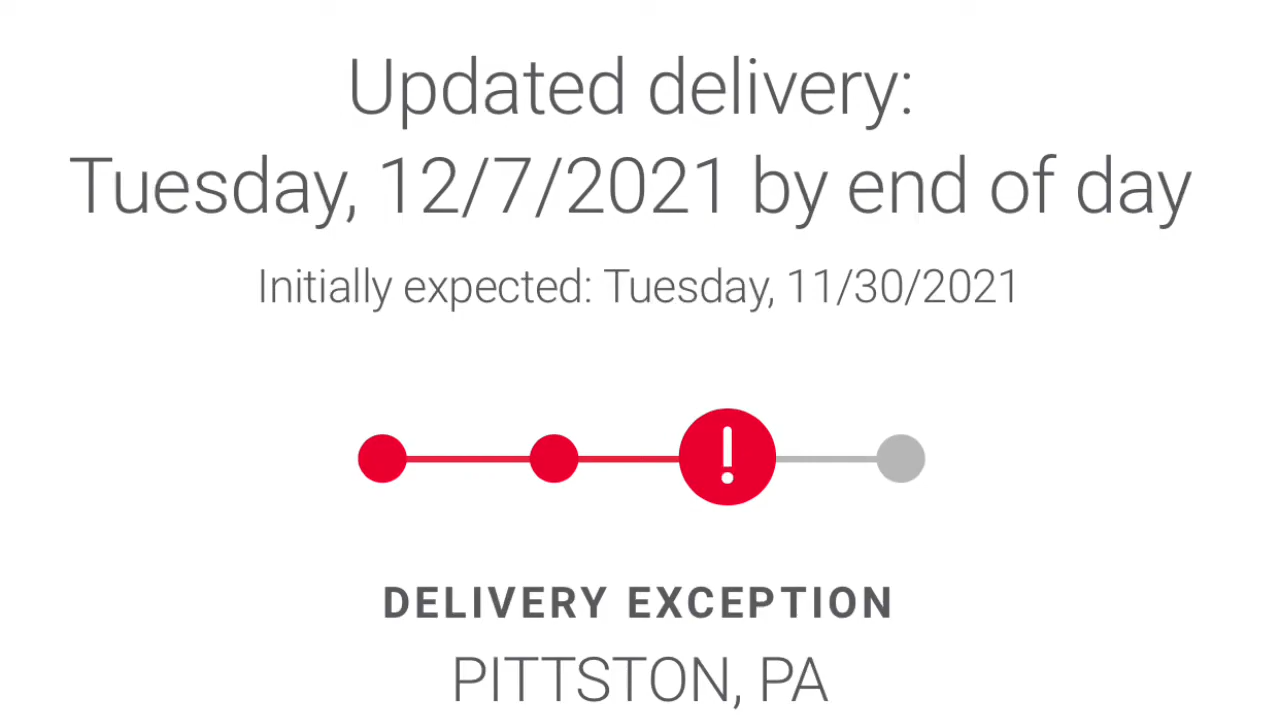 Updated delivery:
Tuesday, 12/7/2021 by end of day
Initially expected: Tuesday, 11/30/2021
!
DELIVERY EXCEPTION
PITTSTON, PA